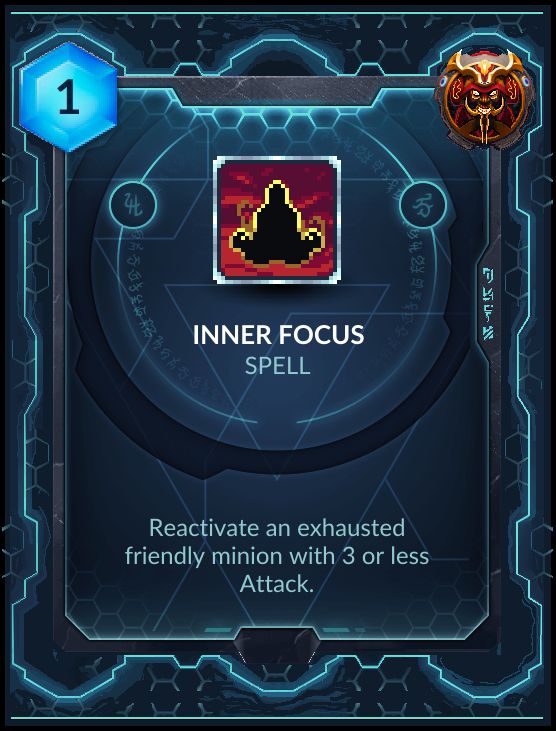 1
INNER FOCUS
SPELL
Reactivate an exhausted
friendly minion with 3 or less
Attack.